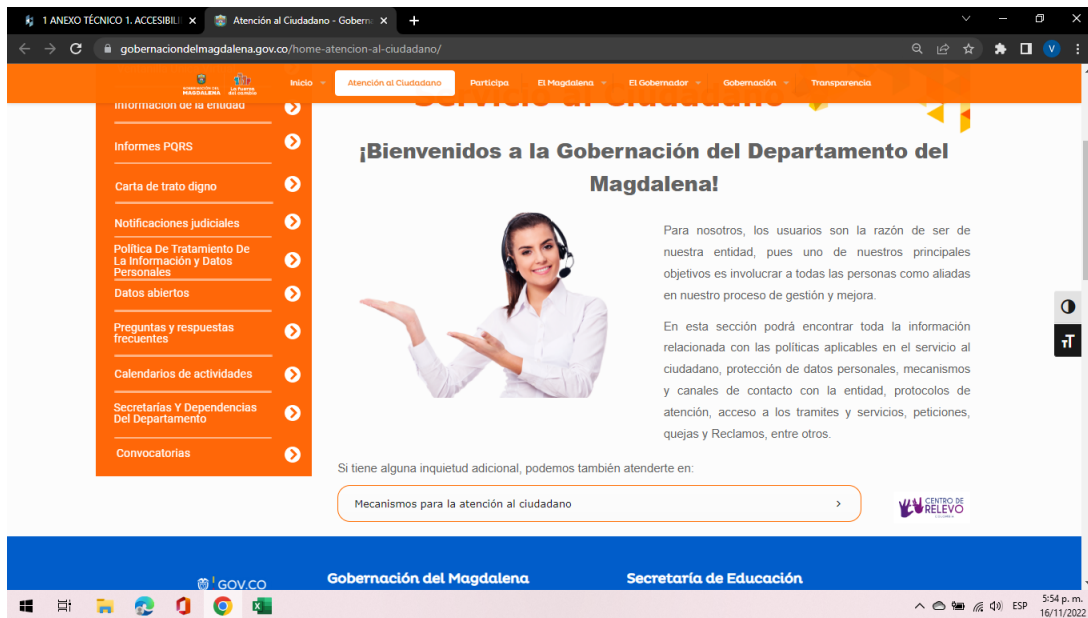 1 ANEXO TÉCNICO 1. ACCESIBILI
Atención al Ciudadano - Gobern
gobernaciondelmagdalena.gov.co/home-atencion-al-ciudadano/
V
MAGDALENA
Inicio
Atención al Ciudadano
Participa
El Magdalena
El Gobernador
Gobernación
Transparencia
Servicio al Ciudadano
Información de la entidad
Informes PQRS
Carta de trato digno
Notificaciones judiciales
Política De Tratamiento De
La Información y Datos
Personales
Datos abiertos
Preguntas y respuestas
frecuentes
Calendarios de actividades
Secretarías Y Dependencias
Del Departamento
Convocatorias
¡Bienvenidos a la Gobernación del Departamento del
Magdalena!
Para nosotros, los usuarios son la razón de ser de
nuestra entidad, pues uno de nuestros principales
objetivos es involucrar a todas las personas como aliadas
en nuestro proceso de gestión y mejora.
En esta sección podrá encontrar toda la información
relacionada con las políticas aplicables en el servicio al
ciudadano, protección de datos personales, mecanismos
y canales de contacto con la entidad, protocolos de
atención, acceso a los tramites y servicios, peticiones,
quejas y Reclamos, entre otros.
Si tiene alguna inquietud adicional, podemos también atenderte en:
Mecanismos para la atención al ciudadano
CENTRO DE
RELEVO
TT
GOV.CO
Gobernación del Magdalena
Secretaría de Educación
ESP
5:54 p. m.
16/11/2022